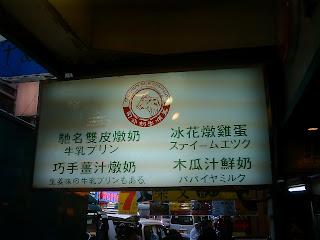 馳名雙皮燉奶
牛乳プリン
冰花燉雞蛋
スティームエッグ
巧手薑汁燉奶
生姜味の牛乳プリンもある
木瓜汁鮮奶
パパイヤミルク